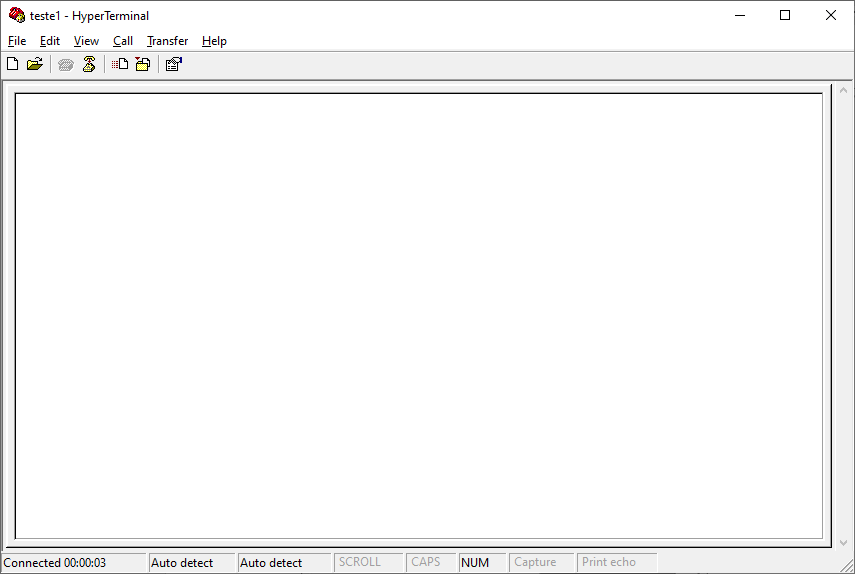 teste1 - HyperTerminal
File Edit View Call Transfer Help
Connected 00:00:03 Auto detect Auto detect SCROLL CAPS NUM Capture Print echo